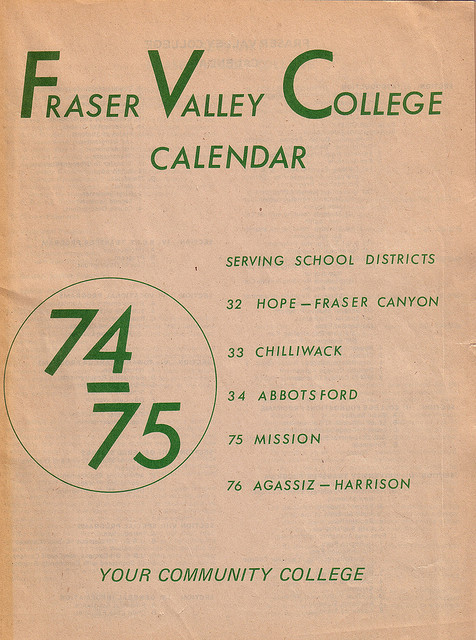 FRASER VALLEY COLLEGE
CALENDAR
SERVING SCHOOL DISTRICTS
32 HOPE — FRASER CANYON
33 CHILLIWACK
34 ABBOTSFORD
75 MISSION
76 AGASSIZ — HARRISON
74
—
75
YOUR COMMUNITY COLLEGE